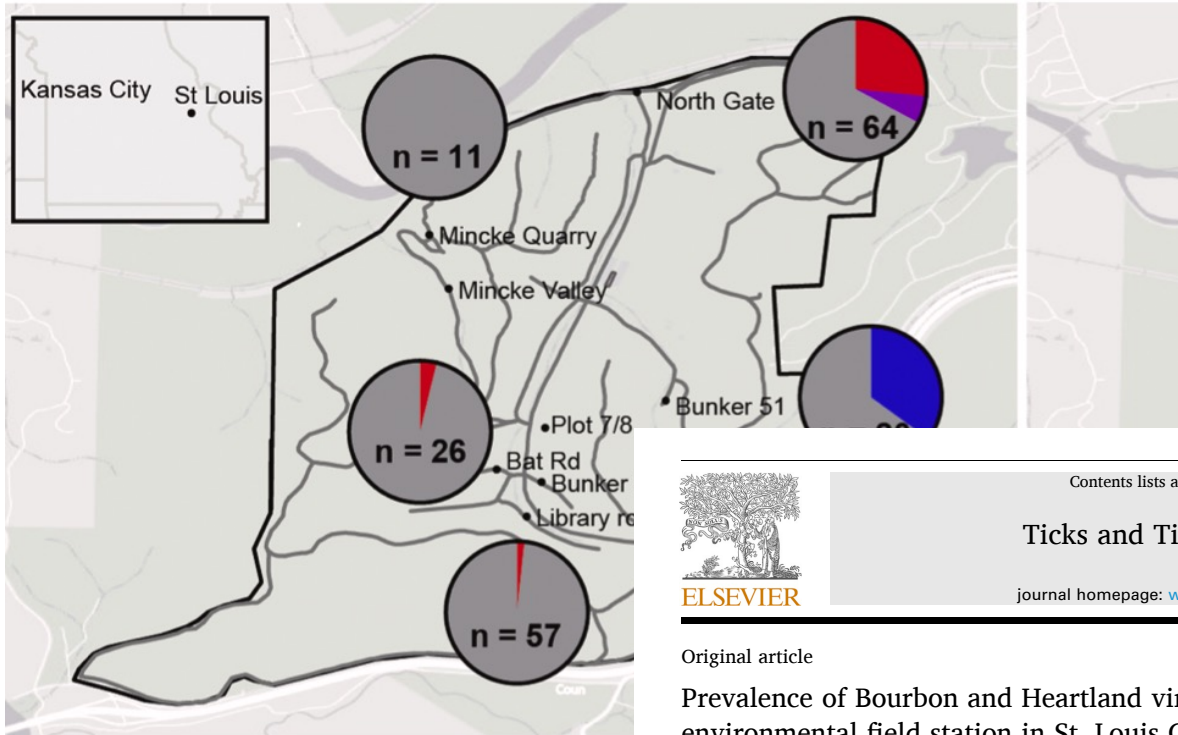 Kansas City
St Louis
n = 11
North Gate
n = 64
Mincke Quarry
Mincke Valley
Bunker 51
n = 26
Plot 7/8
Bat Rd
Bunker
Library
n = 57
ELSEVIER
Contents lists
Ticks and
journal homepage:
Original article
Prevalence of Bourbon and Heartland
environmental field station in St. Louis